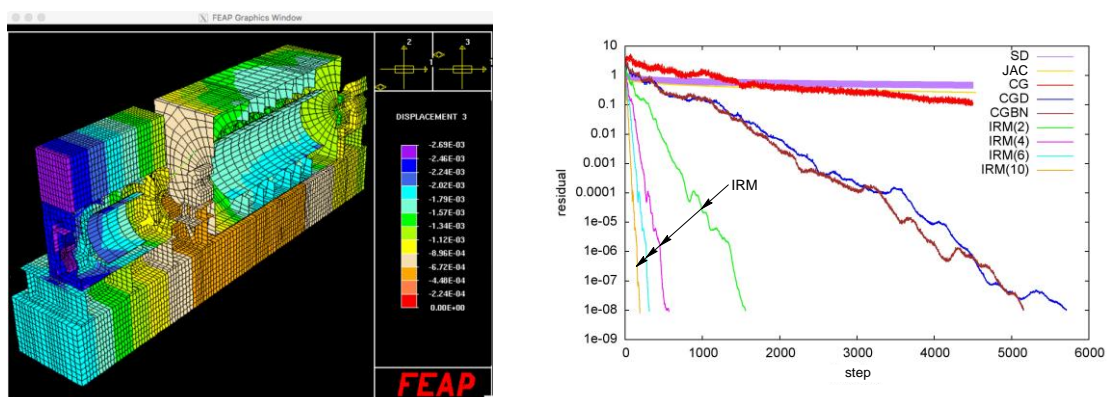 FEAP Graphics Window
2
3
1
1
DISPLACEMENT 3
-2.69E-03
-2.46E-03
-2.24E-03
-2.02E-03
-1.79E-03
-1.57E-03
-1.34E-03
-1.12E-03
-8.96E-04
-6.72E-04
-4.48E-04
-2.24E-04
0.00E+00
FEAP
10
1
0.1
0.01
0.001
0.0001
1e-05
1e-06
1e-07
1e-08
1e-09
residual
0 1000 2000 3000 4000 5000 6000
step
SD
JAC
CG
CGD
CGBN
IRM(2)
IRM(4)
IRM(6)
IRM(10)
IRM